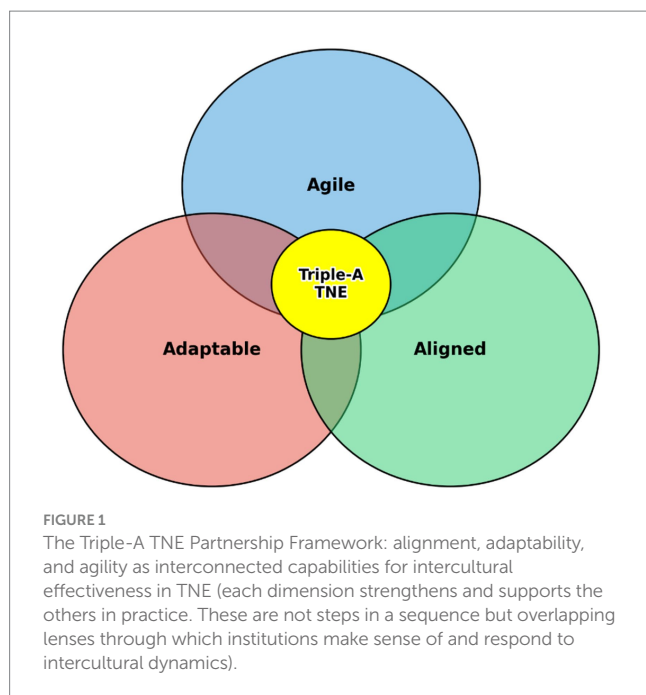 Agile
Triple-A
TNE
Adaptable
Aligned
FIGURE 1
The Triple-A TNE Partnership Framework: alignment, adaptability,
and agility as interconnected capabilities for intercultural
effectiveness in TNE (each dimension strengthens and supports the
others in practice. These are not steps in a sequence but overlapping
lenses through which institutions make sense of and respond to
intercultural dynamics).